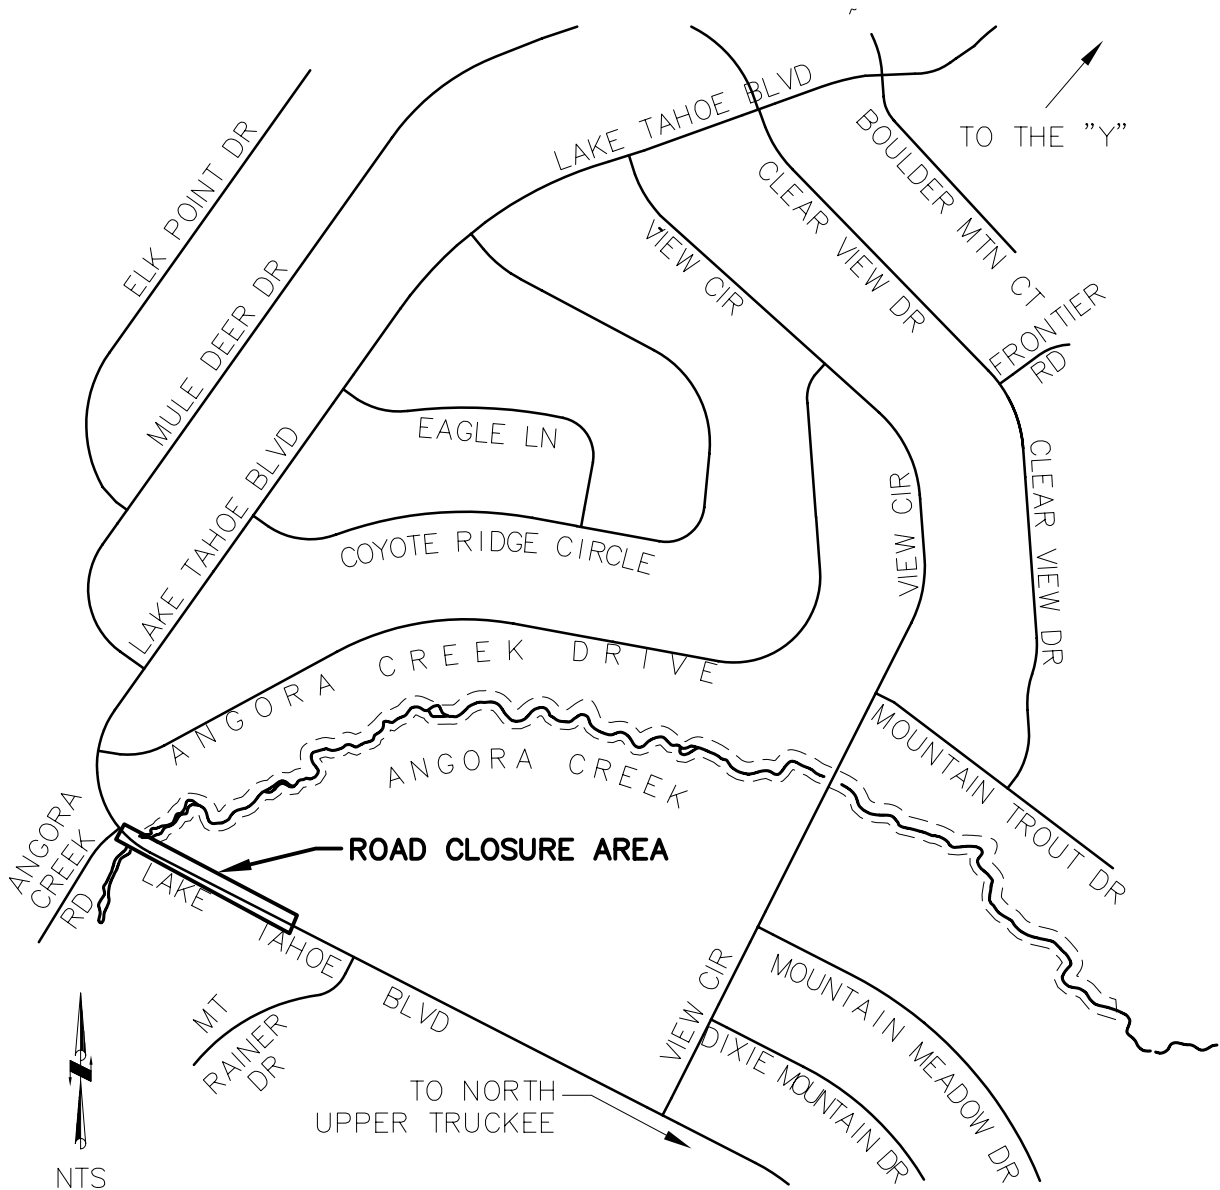 ELK POINT DR
MULE DEER DR
LAKE TAHOE BLVD
TO THE "Y"
BOULDER MTN CT
CLEAR VIEW DR
VIEW CIR
FRONTIER
RD
EAGLE LN
LAKE TAHOE BLVD
COYOTE RIDGE CIRCLE
VIEW CIR
CLEAR VIEW DR
ANGORA CREEK DRIVE
ANGORA CREEK
MOUNTAIN TROUT DR
ANGORA
CREEK
RD
ROAD CLOSURE AREA
LAKE TAHOE BLVD
MT
RAINER
DR
VIEW CIR
MOUNTAIN MEADOW DR
DIXIE MOUNTAIN DR
TO NORTH
UPPER TRUCKEE
NTS